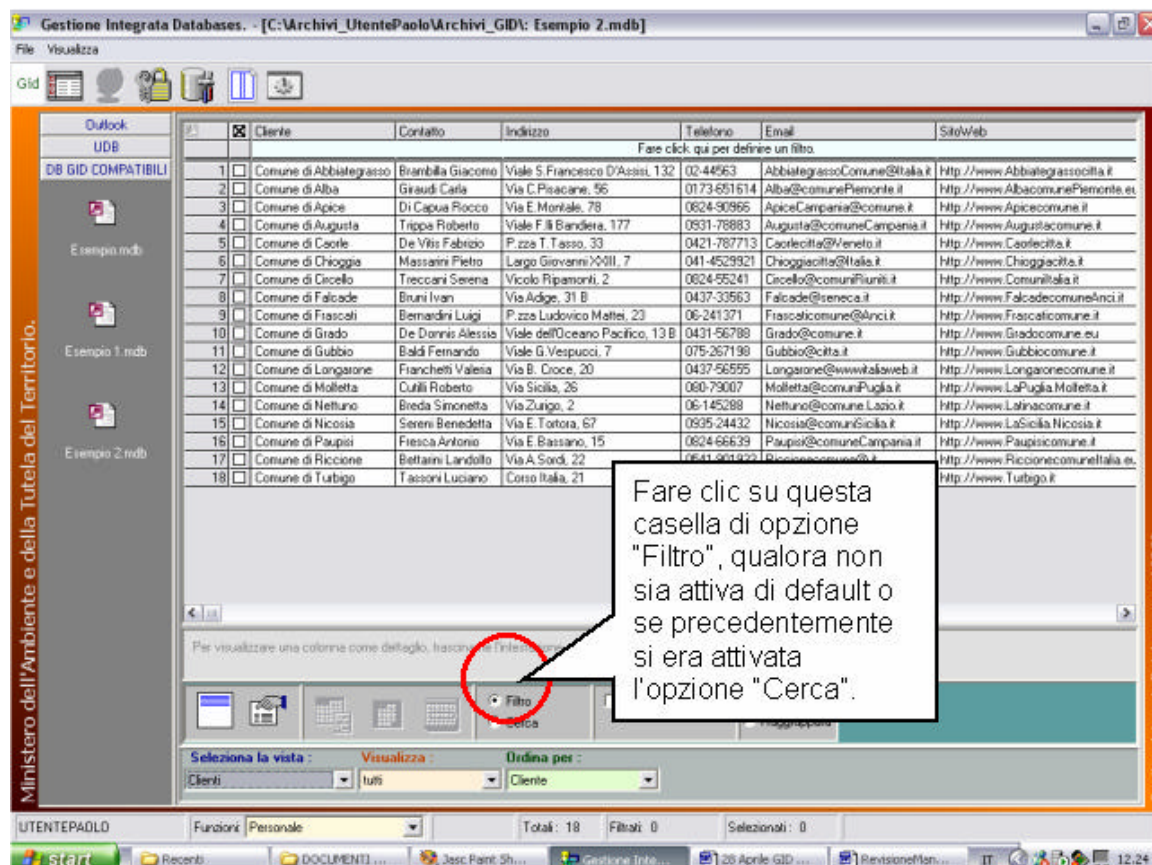 Gestione Integrata Databases. - [C:\Archivi_UtentePaolo\Archivi_GID\: Esempio 2.mdb]
File Visualizza
Gid
Outlook
UDB
DB GID COMPATIBILI
Esempio.mdb
Esempio 1.mdb
Esempio 2.mdb
Ministero dell'Ambiente e della Tutela del Territorio.
Cliente Contatto Indirizzo Telefono Email SitoWeb
Fare click qui per definire un filtro.
1 Comune di Abbiategrasso Brambilla Giacomo Viale S.Francesco D'Assisi, 132 02-44563 AbbiategrassoComune@Italia.it http://www.Abbiategrassocitta.it
2 Comune di Alba Giraudi Carla Via C.Pisacane, 56 0173-651614 Alba@comunePiemonte.it http://www.AlbacomunePiemonte.eu
3 Comune di Apice Di Capua Rocco Via E.Montale, 78 0824-90966 ApiceCampania@comune.it http://www.Apicecomune.it
4 Comune di Augusta Trippa Roberto Viale F.lli Bandiera, 177 0931-78883 Augusta@comuneCampania.it http://www.Augustacomune.it
5 Comune di Caorle De Vitis Fabrizio P.zza T.Tasso, 33 0421-787713 Caorlecitta@Veneto.it http://www.Caorlecitta.it
6 Comune di Chioggia Massarini Pietro Largo Giovanni XXIII, 7 041-4529921 Chioggiacitta@Italia.it http://www.Chioggiacitta.it
7 Comune di Circello Treccani Serena Vicolo Ripamonti, 2 0824-55241 Circello@comuniRiuniti.it http://www.ComuniItalia.it
8 Comune di Falcade Bruni Ivan Via Adige, 31 B 0437-33563 Falcade@seneca.it http://www.FalcadecomuneAnci.it
9 Comune di Frascati Bernardini Luigi P.zza Ludovico Mattei, 23 06-241371 Frascaticomune@Anci.it http://www.Frascaticomune.it
10 Comune di Grado De Donnis Alessia Viale dell'Oceano Pacifico, 13 B 0431-56788 Grado@comune.it http://www.Gradocomune.eu
11 Comune di Gubbio Baldi Fernando Viale G.Vespucci, 7 075-267198 Gubbio@citta.it http://www.Gubbiocomune.it
12 Comune di Longarone Franchetti Valeria Via B. Croce, 20 0437-56555 Longarone@wwwitaliaweb.it http://www.Longaronecomune.it
13 Comune di Molfetta Cutilli Roberto Via Sicilia, 26 080-79007 Molfetta@comuniPuglia.it http://www.LaPuglia.Molfetta.it
14 Comune di Nettuno Breda Simonetta Via Zurigo, 2 06-145288 Nettuno@comune.Lazio.it http://www.Latinacomune.it
15 Comune di Nicosia Sereni Benedetta Via E.Tortora, 67 0935-24432 Nicosia@comuniSicilia.it http://www.LaSicilia.Nicosia.it
16 Comune di Paupisi Fresca Antonio Via E.Bassano, 15 0824-66639 Paupisi@comuneCampania.it http://www.Paupisicomune.it
17 Comune di Riccione Bettarini Landolfo Via A.Sordi, 22 0541-901922 http://www.RiccionecomuneItalia.eu
18 Comune di Turbigo Tassoni Luciano Corso Italia, 21 http://www.Turbigo.it
Fare clic su questa
casella di opzione
"Filtro", qualora non
sia attiva di default o
se precedentemente
si era attivata
l'opzione "Cerca".
Per visualizzare una colonna come dettaglio,
Filtro
Cerca
Raggruppata
Seleziona la vista : Visualizza : Ordina per :
Clienti tutti Cliente
UTENTEPAOLO Funzioni: Personale Totali: 18 Filtrati: 0 Selezionati: 0
start Recenti DOCUMENTI ... Jasc Paint Sh... Gestione Inte... 28 Aprile GID ... RevisioneMan... IT 12.24